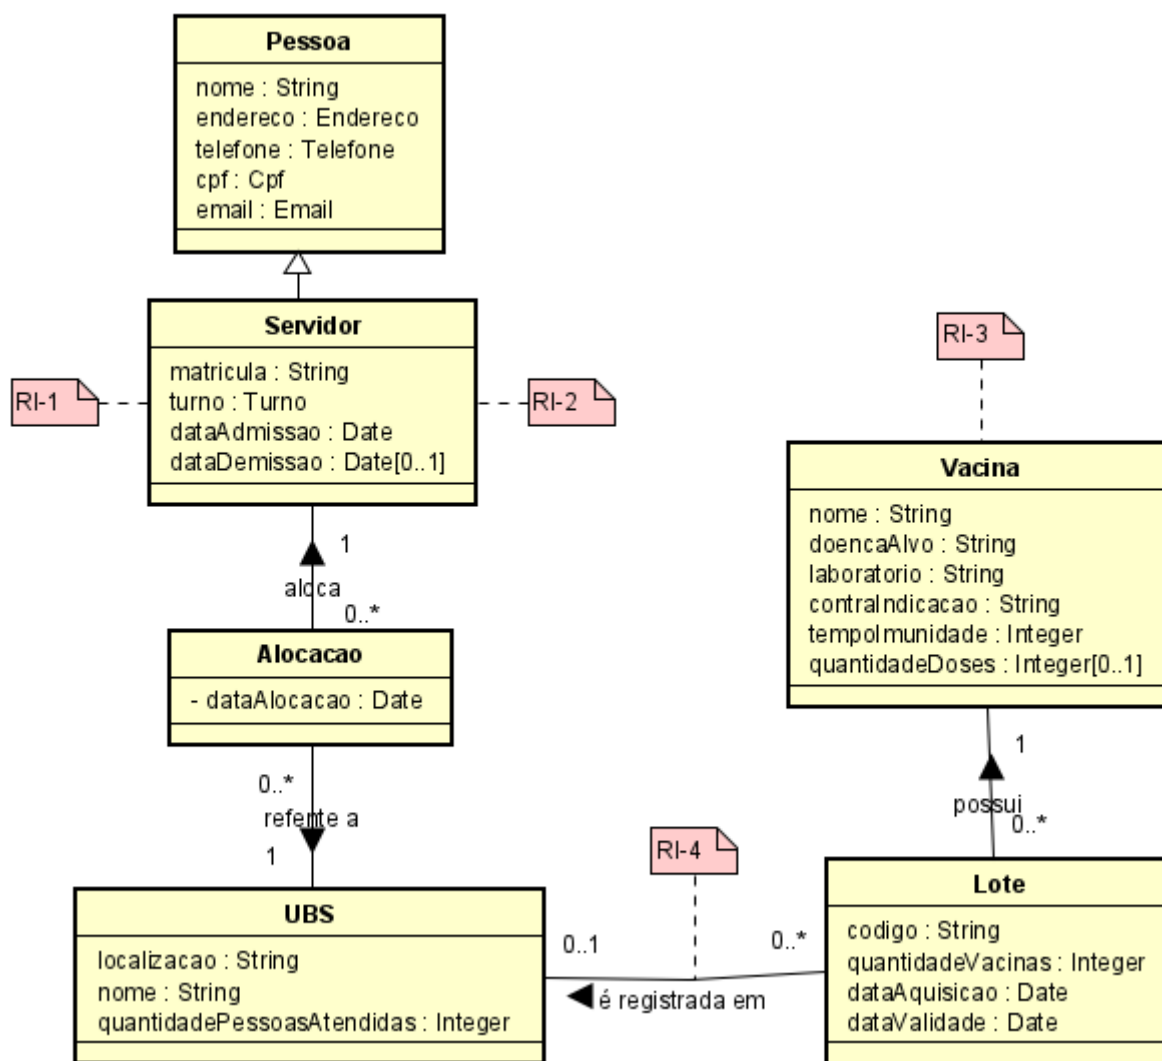 Pessoa
nome : String
endereco : Endereco
telefone : Telefone
cpf : Cpf
email : Email
Servidor
matricula : String
turno : Turno
dataAdmissao : Date
dataDemissao : Date[0..1]
RI-1
RI-2
RI-3
Vacina
nome : String
doencaAlvo : String
laboratorio : String
contraIndicacao : String
tempoImunidade : Integer
quantidadeDoses : Integer[0..1]
1
aloca
0..*
Alocacao
- dataAlocacao : Date
0..*
refente a
1
1
possui
0..*
RI-4
UBS
localizacao : String
nome : String
quantidadePessoasAtendidas : Integer
0..1
0..*
é registrada em
Lote
codigo : String
quantidadeVacinas : Integer
dataAquisicao : Date
dataValidade : Date